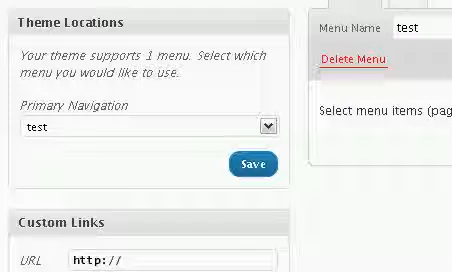 Theme Locations
Your theme supports 1 menu. Select which
menu you would like to use.
Primary Navigation
test
Save
Custom Links
URL http://
Menu Name test
Delete Menu
Select menu items (pag